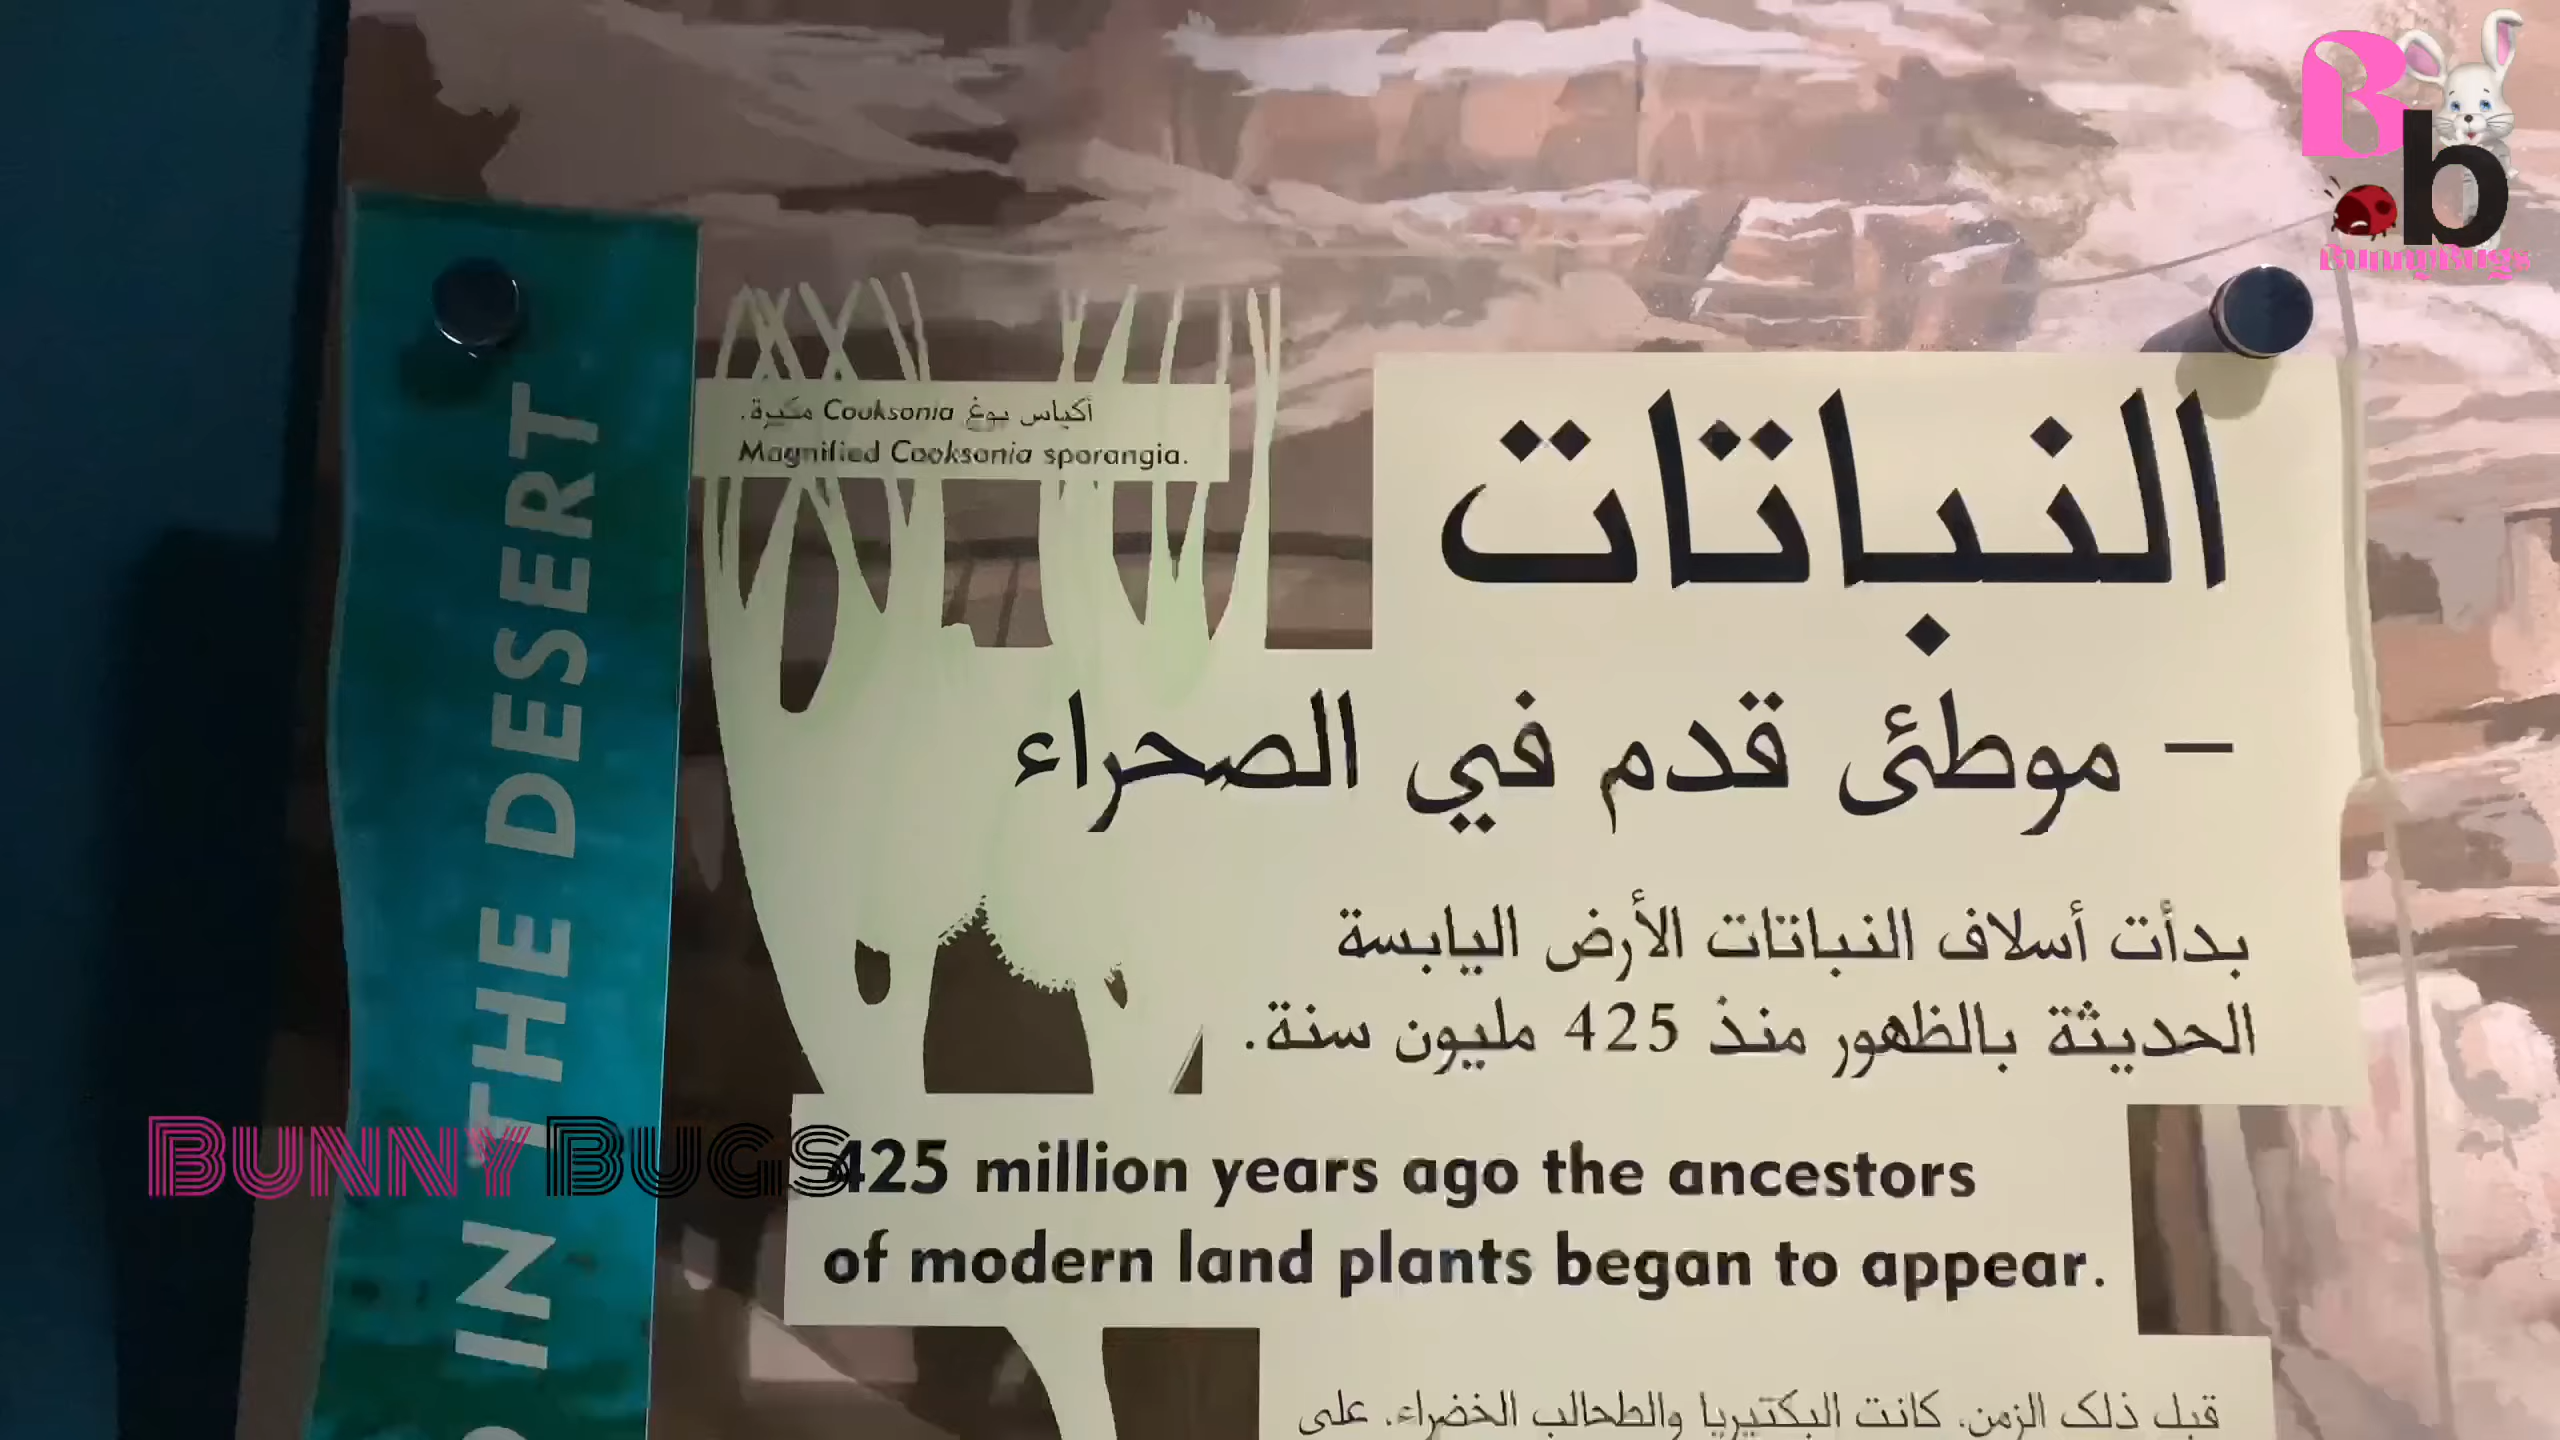 Bb
BunnyBugs
IN THE DESERT
أكياس بوغ Cooksonia مكبرة.
Magnified Cooksonia sporangia.
النباتات
– موطئ قدم في الصحراء
بدأت أسلاف النباتات الأرض اليابسة
الحديثة بالظهور منذ 425 مليون سنة.
BUNNY BUGS
425 million years ago the ancestors
of modern land plants began to appear.
قبل ذلك الزمن، كانت البكتيريا والطحالب الخضراء، على